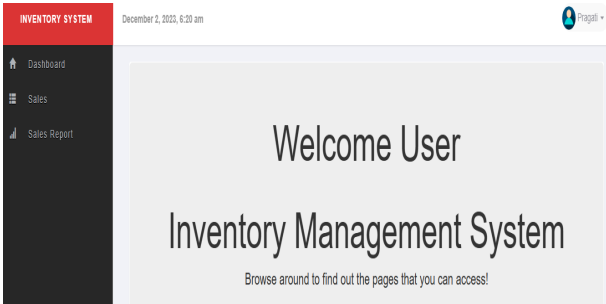 INVENTORY SYSTEM
December 2, 2023, 6:20 am
Pragati
Dashboard
Sales
Sales Report
Welcome User
Inventory Management System
Browse around to find out the pages that you can access!